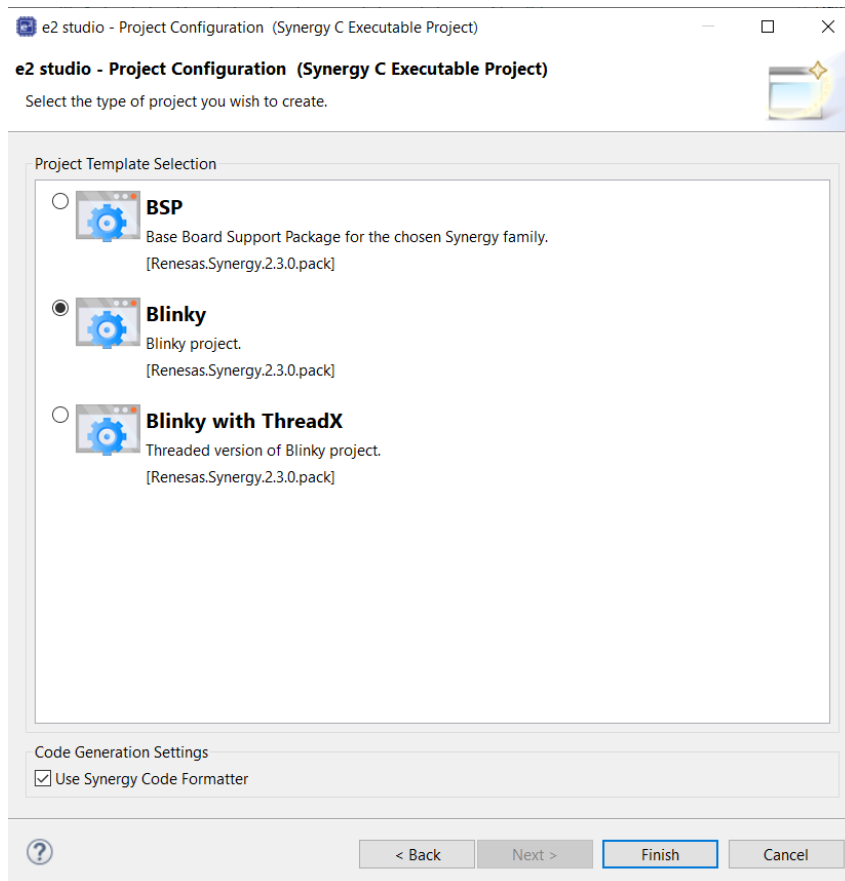 e2 studio - Project Configuration  (Synergy C Executable Project)
e2 studio - Project Configuration  (Synergy C Executable Project)
Select the type of project you wish to create.
Project Template Selection
BSP
Base Board Support Package for the chosen Synergy family.
[Renesas.Synergy.2.3.0.pack]
Blinky
Blinky project.
[Renesas.Synergy.2.3.0.pack]
Blinky with ThreadX
Threaded version of Blinky project.
[Renesas.Synergy.2.3.0.pack]
Code Generation Settings
Use Synergy Code Formatter
< Back Next > Finish Cancel